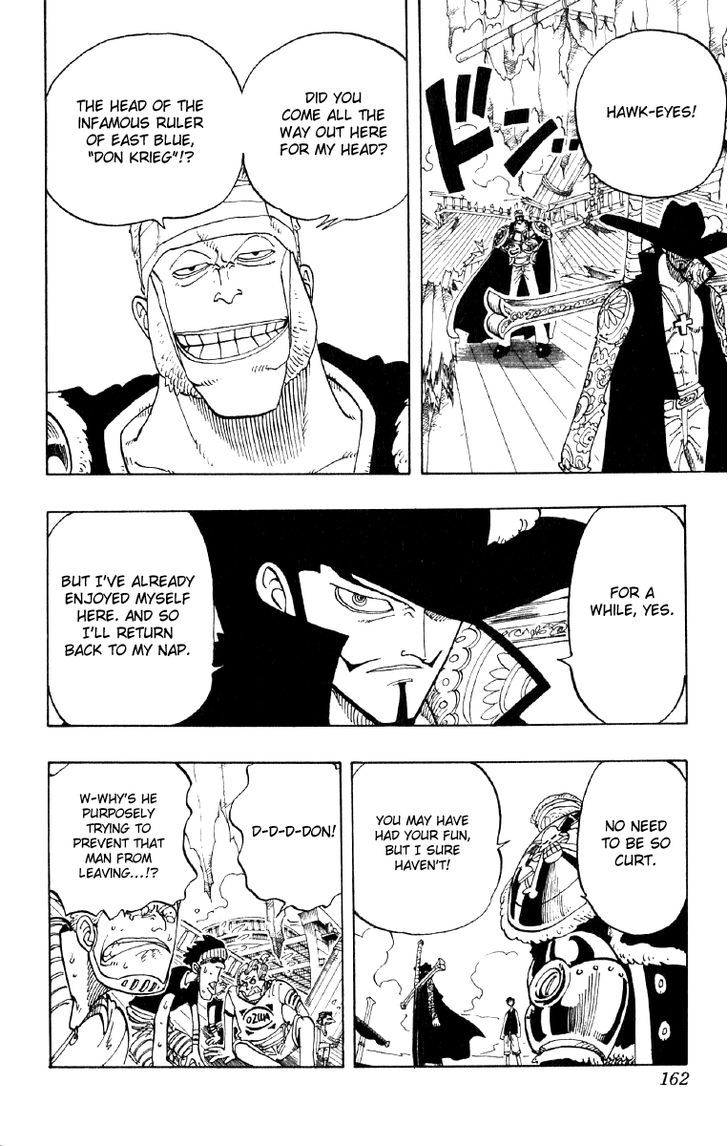 HAWK-EYES!
ドン
DID YOU
COME ALL THE
WAY OUT HERE
FOR MY HEAD?
THE HEAD OF THE
INFAMOUS RULER
OF EAST BLUE,
"DON KRIEG"!?
FOR A
WHILE, YES.
BUT I'VE ALREADY
ENJOYED MYSELF
HERE. AND SO
I'LL RETURN
BACK TO MY NAP.
NO NEED
TO BE SO
CURT.
YOU MAY HAVE
HAD YOUR FUN,
BUT I SURE
HAVEN'T!
D-D-D-DON!
W-WHY'S HE
PURPOSELY
TRYING TO
PREVENT THAT
MAN FROM
LEAVING...!?
OZUM
162